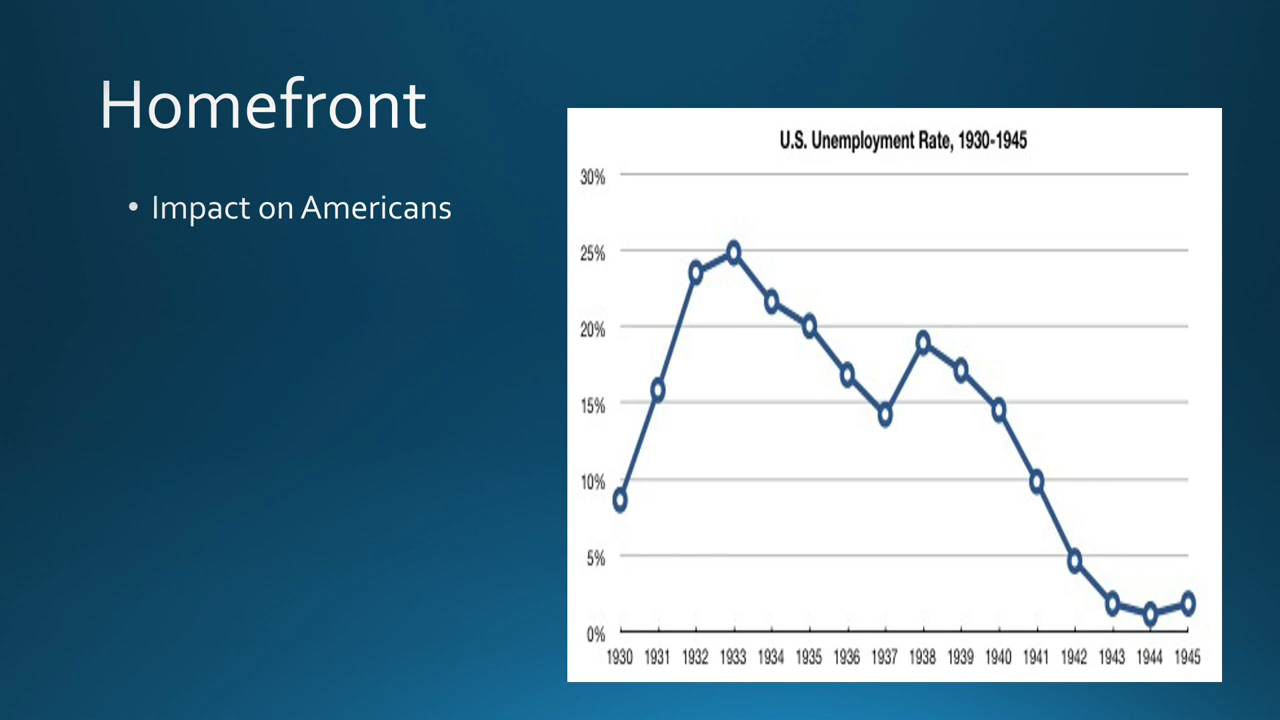 Homefront
• Impact on Americans
U.S. Unemployment Rate, 1930-1945
30%
25%
20%
15%
10%
5%
0%
1930 1931 1932 1933 1934 1935 1936 1937 1938 1939 1940 1941 1942 1943 1944 1945